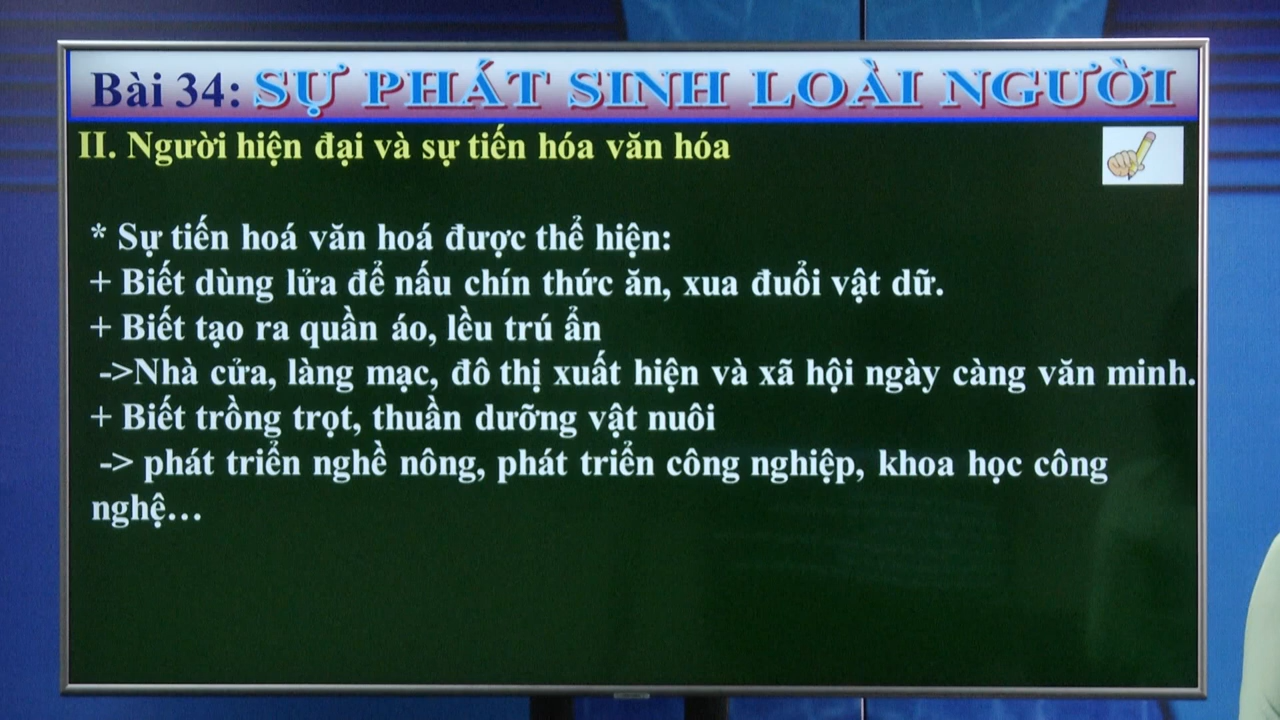 Bài 34: SỰ PHÁT SINH LOÀI NGƯỜI
II. Người hiện đại và sự tiến hóa văn hóa
* Sự tiến hoá văn hoá được thể hiện:
+ Biết dùng lửa để nấu chín thức ăn, xua đuổi vật dữ.
+ Biết tạo ra quần áo, lều trú ẩn
->Nhà cửa, làng mạc, đô thị xuất hiện và xã hội ngày càng văn minh.
+ Biết trồng trọt, thuần dưỡng vật nuôi
-> phát triển nghề nông, phát triển công nghiệp, khoa học công
nghệ...